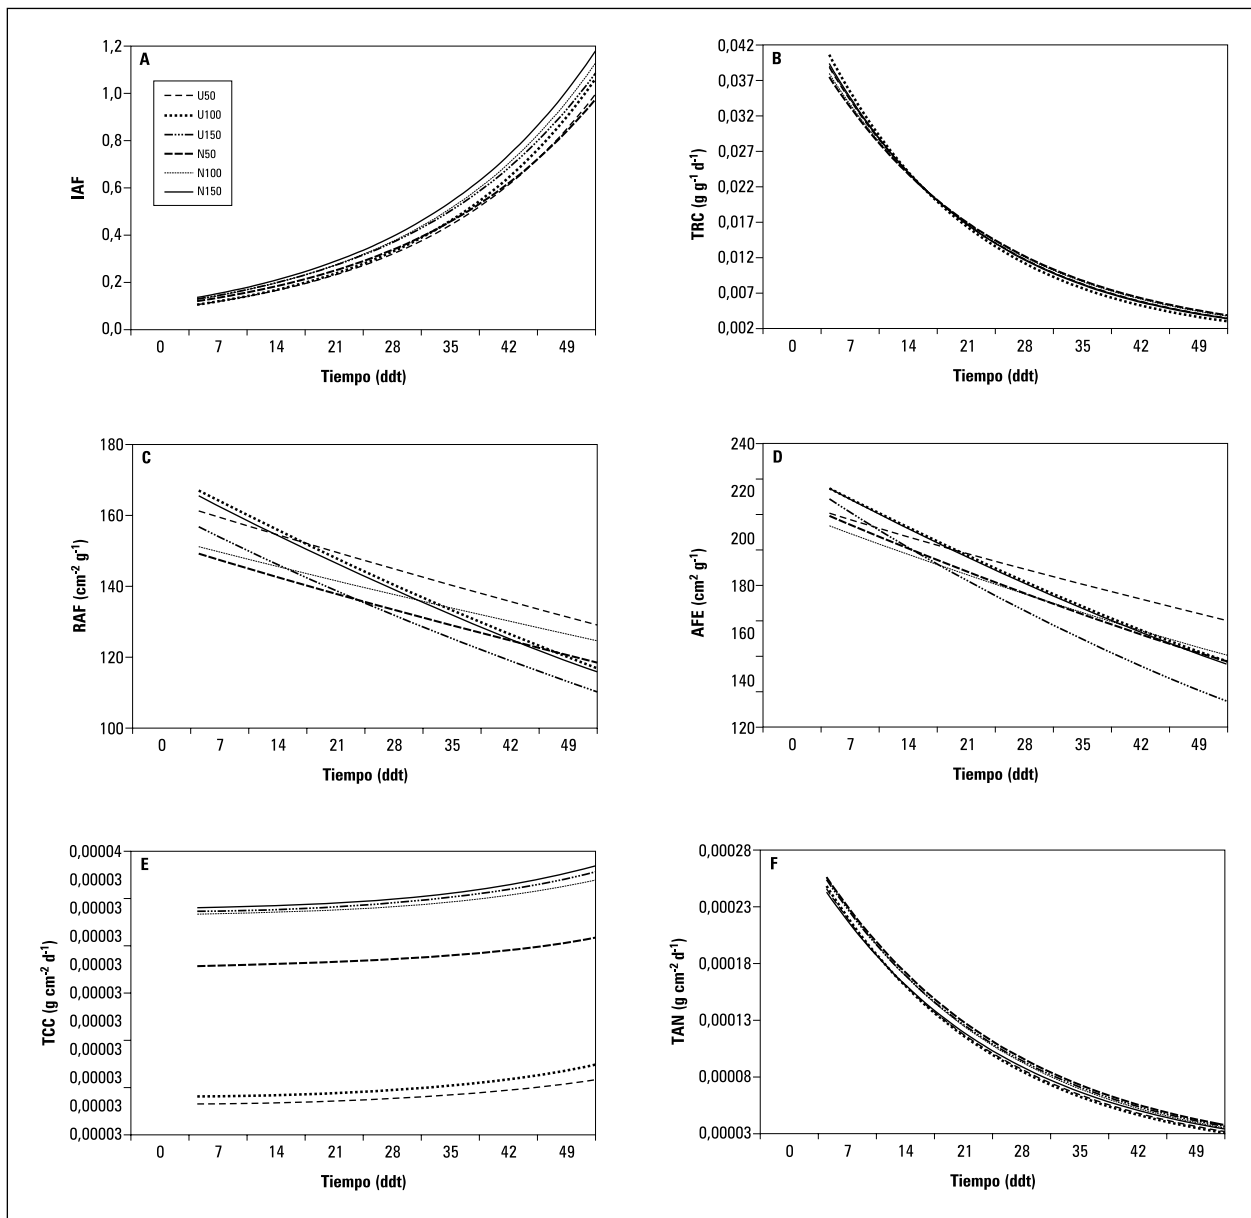 A
1,2
1,0
0,8
0,6
0,4
0,2
0,0
IAF
U50
U100
U150
N50
N100
N150
0 7 14 21 28 35 42 49
Tiempo (ddt)
B
0,042
0,037
0,032
0,027
0,022
0,017
0,012
0,007
0,002
TRC (g g-1 d-1)
0 7 14 21 28 35 42 49
Tiempo (ddt)
C
180
160
140
120
100
RAF (cm-2 g-1)
0 7 14 21 28 35 42 49
Tiempo (ddt)
D
240
220
200
180
160
140
120
AFE (cm2 g-1)
0 7 14 21 28 35 42 49
Tiempo (ddt)
E
0,00004
0,00003
0,00003
0,00003
0,00003
0,00003
0,00003
0,00003
0,00003
0,00003
0,00003
TCC (g cm-2 d-1)
0 7 14 21 28 35 42 49
Tiempo (ddt)
F
0,00028
0,00023
0,00018
0,00013
0,00008
0,00003
TAN (g cm-2 d-1)
0 7 14 21 28 35 42 49
Tiempo (ddt)